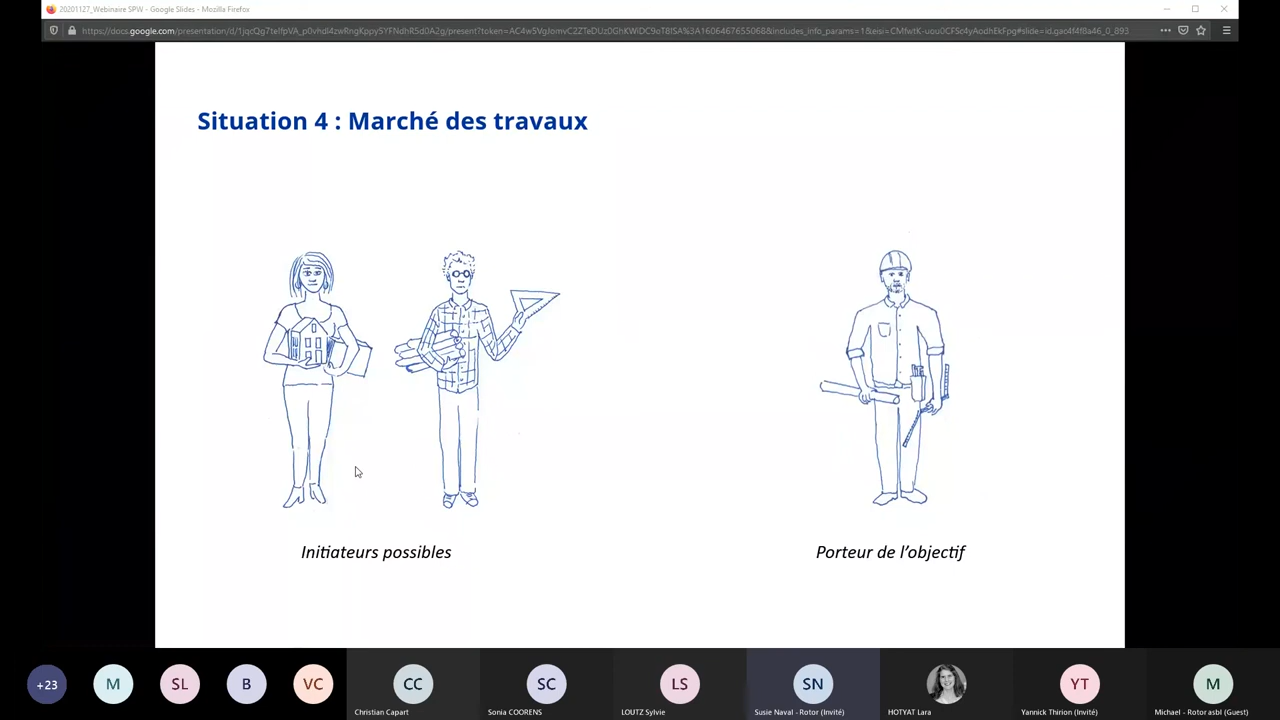 20201127_Webinaire SPW - Google Slides - Mozilla Firefox
Situation 4 : Marché des travaux
Initiateurs possibles
Porteur de l'objectif
+23
M
SL
B
VC
CC
SC
LS
SN
YT
M
Christian Capart
Sonia COORENS
LOUTZ Sylvie
Susie Naval - Rotor (Invité)
HOTYAT Lara
Yannick Thirion (Invité)
Michael - Rotor asbl (Guest)